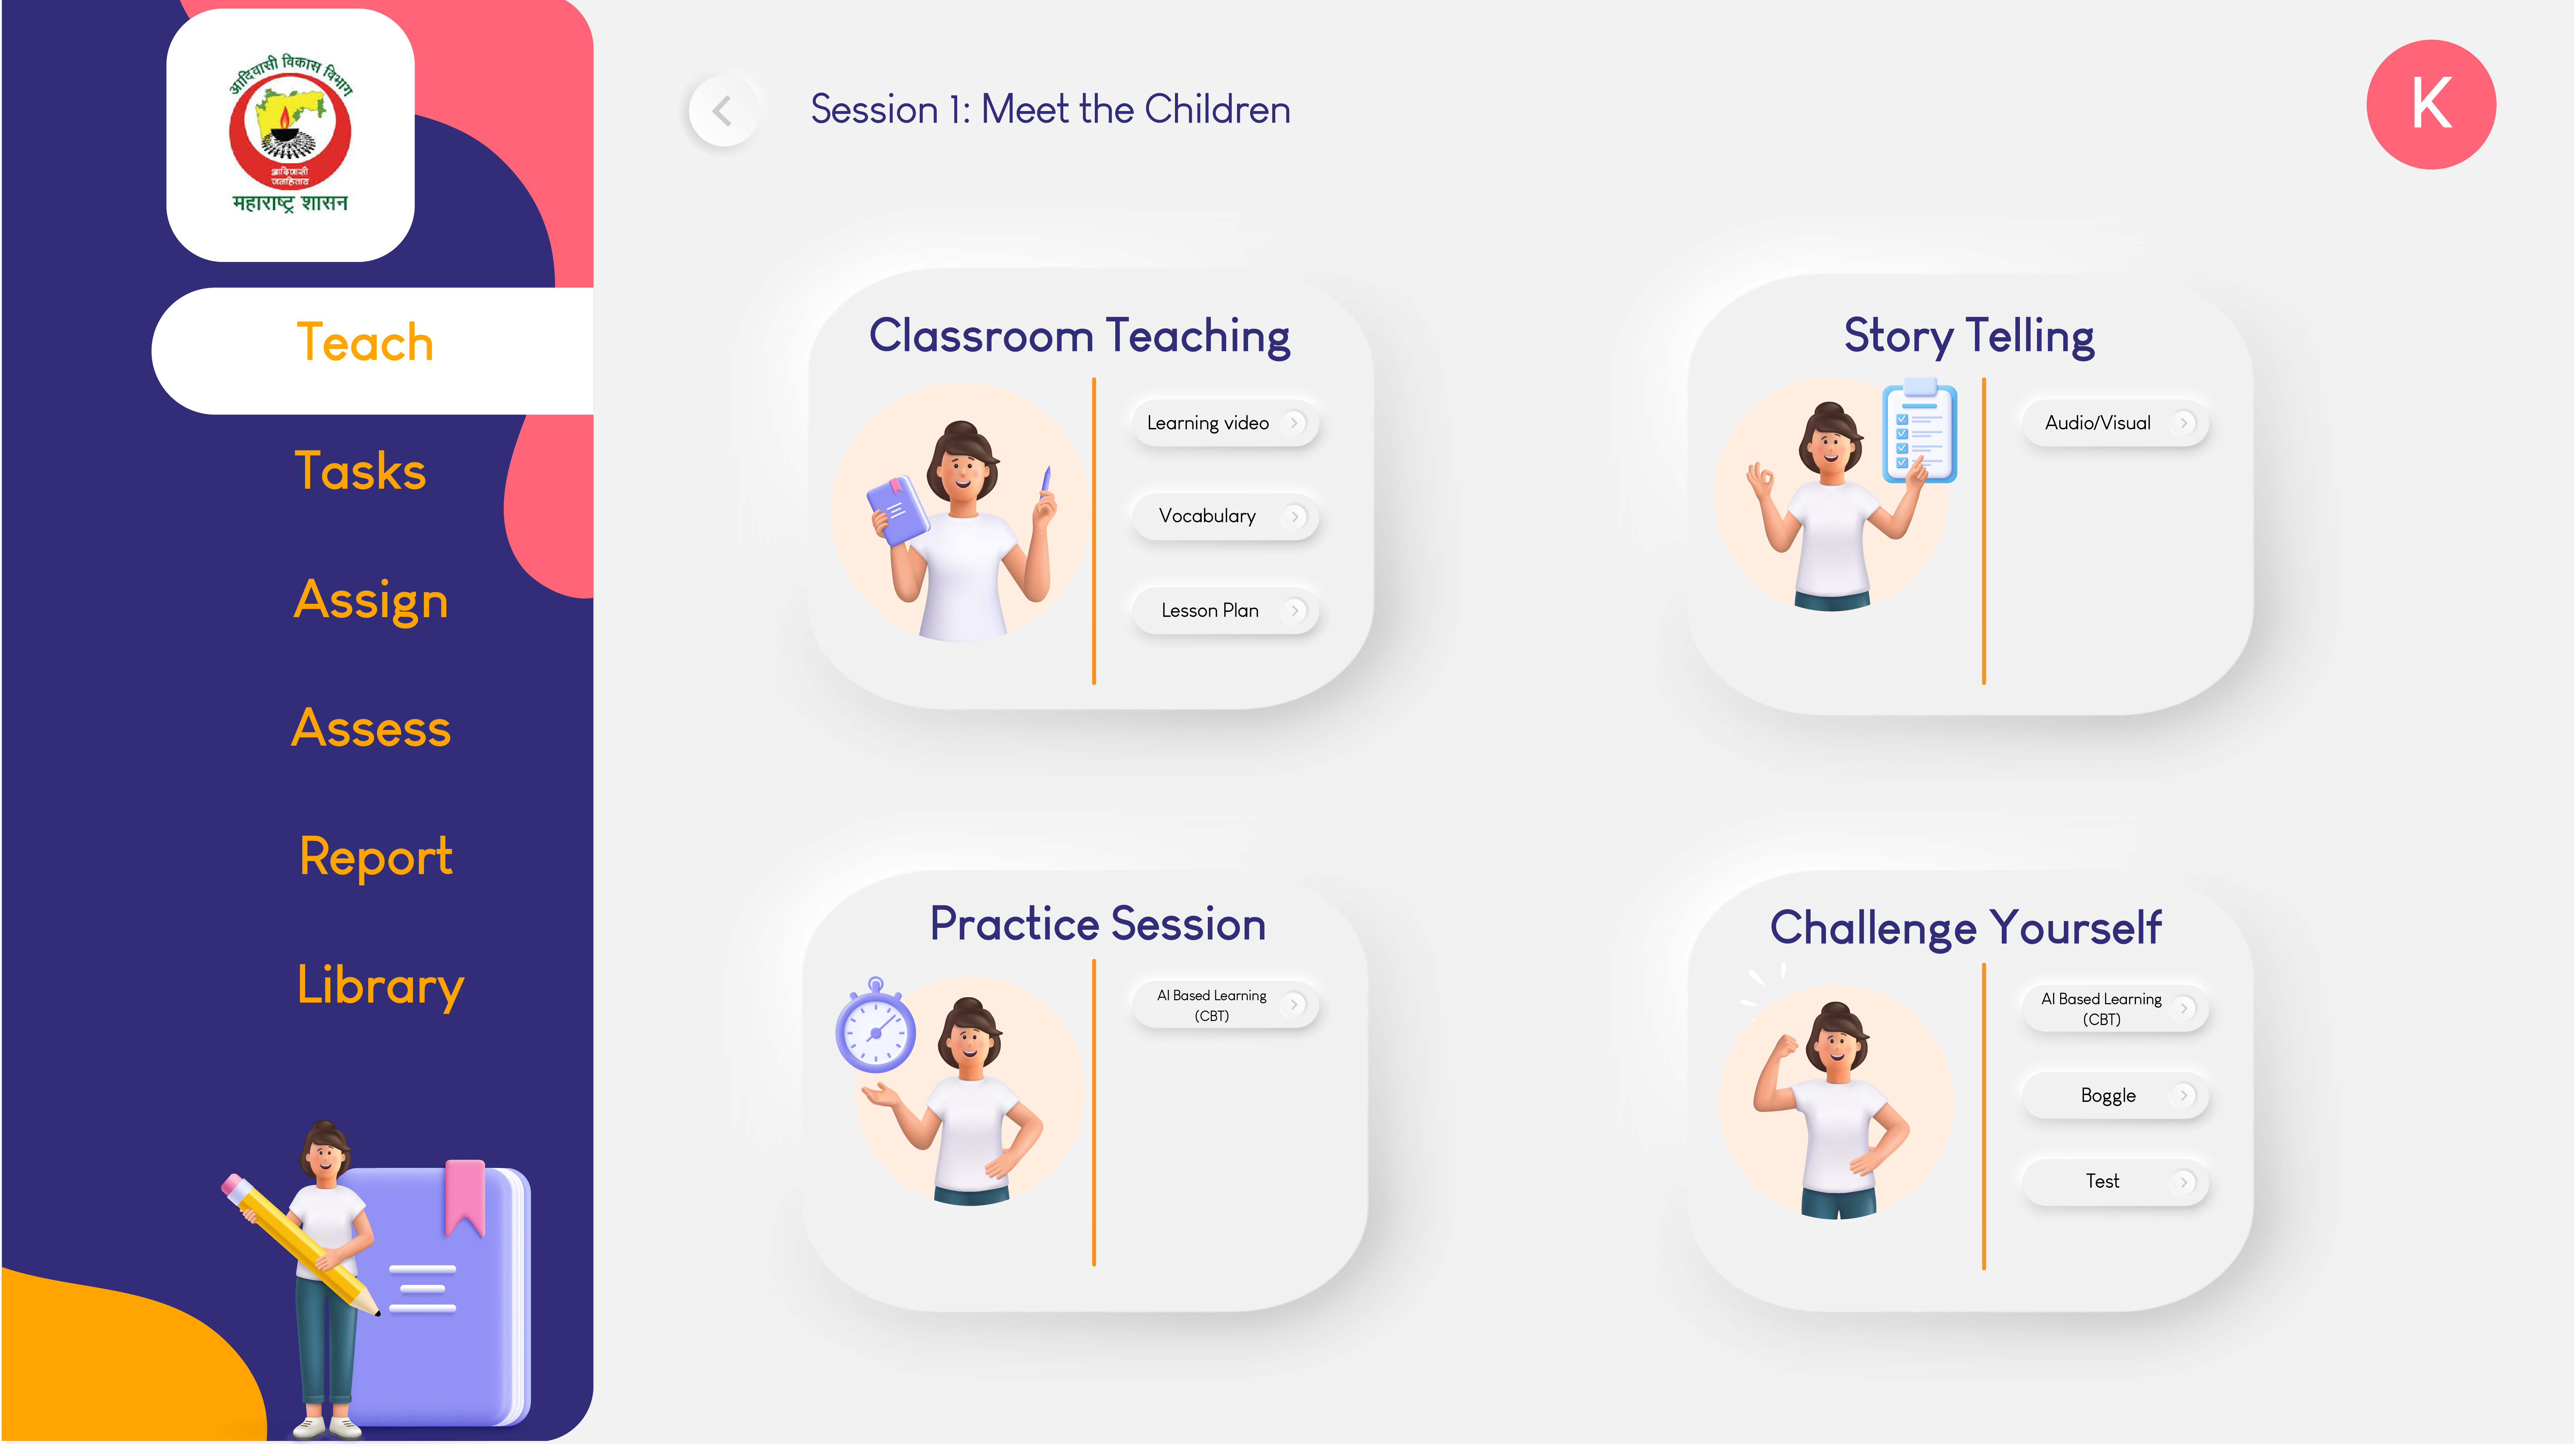 आदिवासी विकास विभाग
आदिवासी
जनहिताय
महाराष्ट्र शासन
Teach
Tasks
Assign
Assess
Report
Library
Session 1: Meet the Children
K
Classroom Teaching
Learning video
Vocabulary
Lesson Plan
Story Telling
Audio/Visual
Practice Session
AI Based Learning
(CBT)
Challenge Yourself
AI Based Learning
(CBT)
Boggle
Test